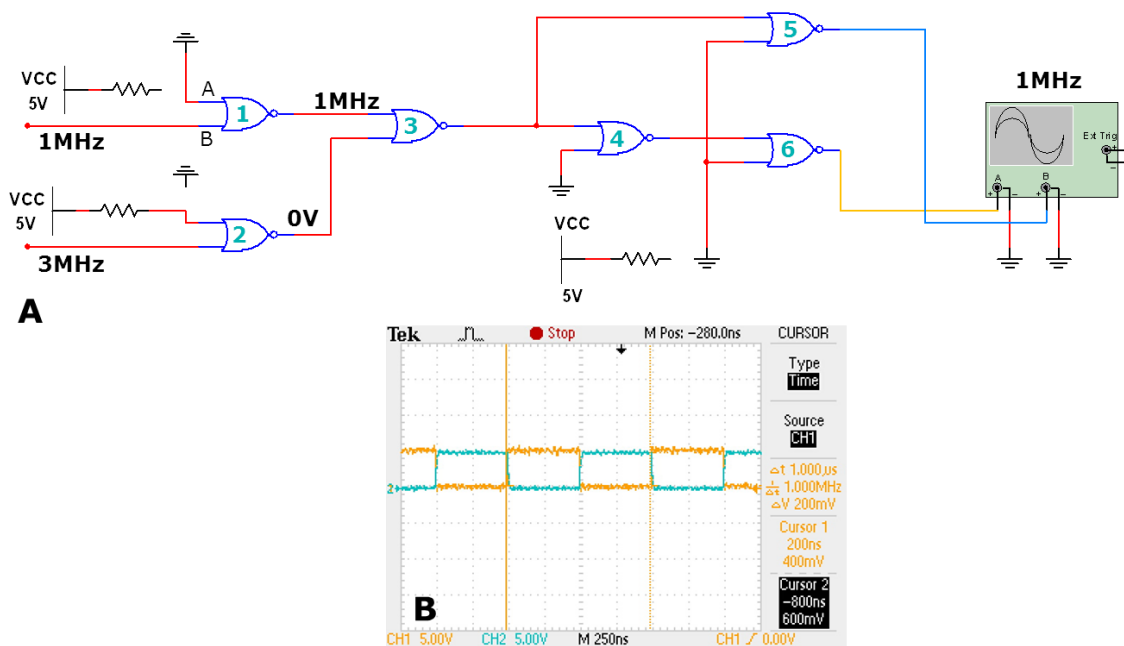 5
1MHz
VCC
5V
A
1
1MHz
3
1MHz
B
4
6
Ext Trig
+
−
A
B
+ − + −
VCC
5V
0V
2
3MHz
VCC
5V
A
Tek
Stop
M Pos: −280.0ns
CURSOR
Type
Time
Source
CH1
Δt 1.000µs
1/Δt 1.000MHz
ΔV 200mV
Cursor 1
200ns
400mV
Cursor 2
−800ns
600mV
2
B
CH1 5.00V
CH2 5.00V
M 250ns
CH1 0.00V